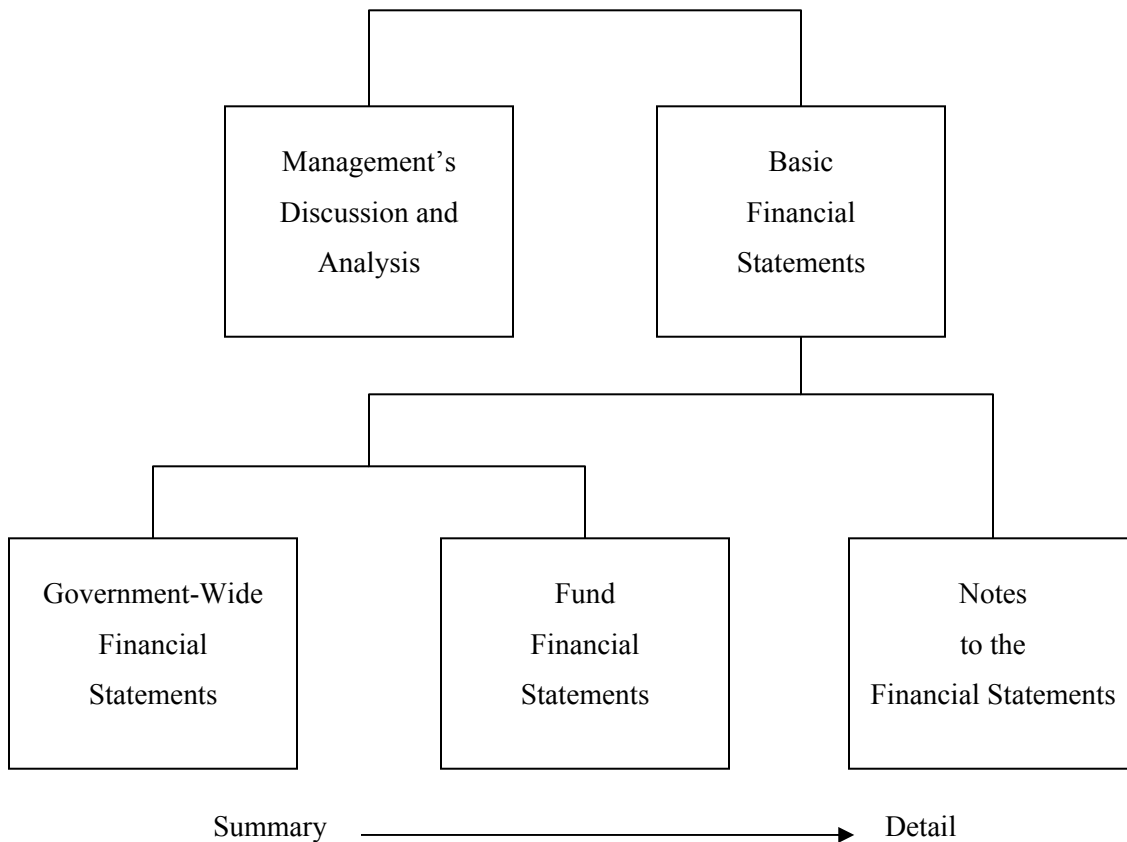 Management’s
Discussion and
Analysis
Basic
Financial
Statements
Government-Wide
Financial
Statements
Fund
Financial
Statements
Notes
to the
Financial Statements
Summary
Detail